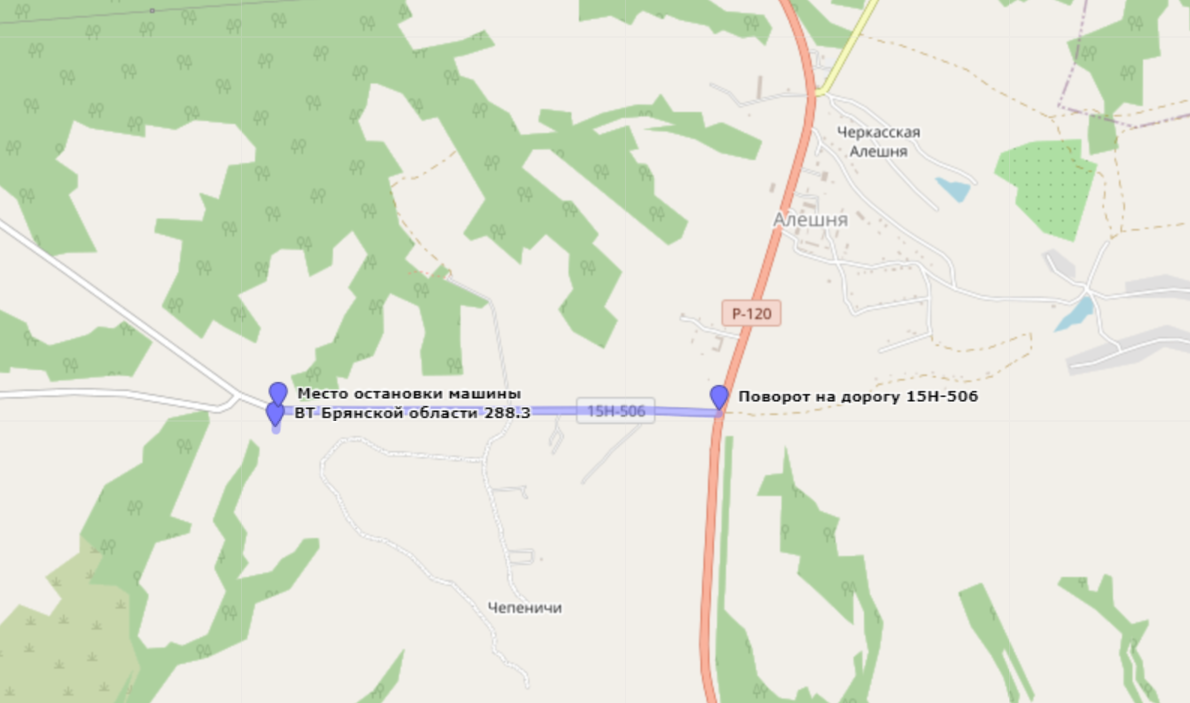 Черкасская
Алешня
Алешня
Р-120
Место остановки машины
Поворот на дорогу 15Н-506
ВТ Брянской области 288.3
15Н-506
Чепеничи